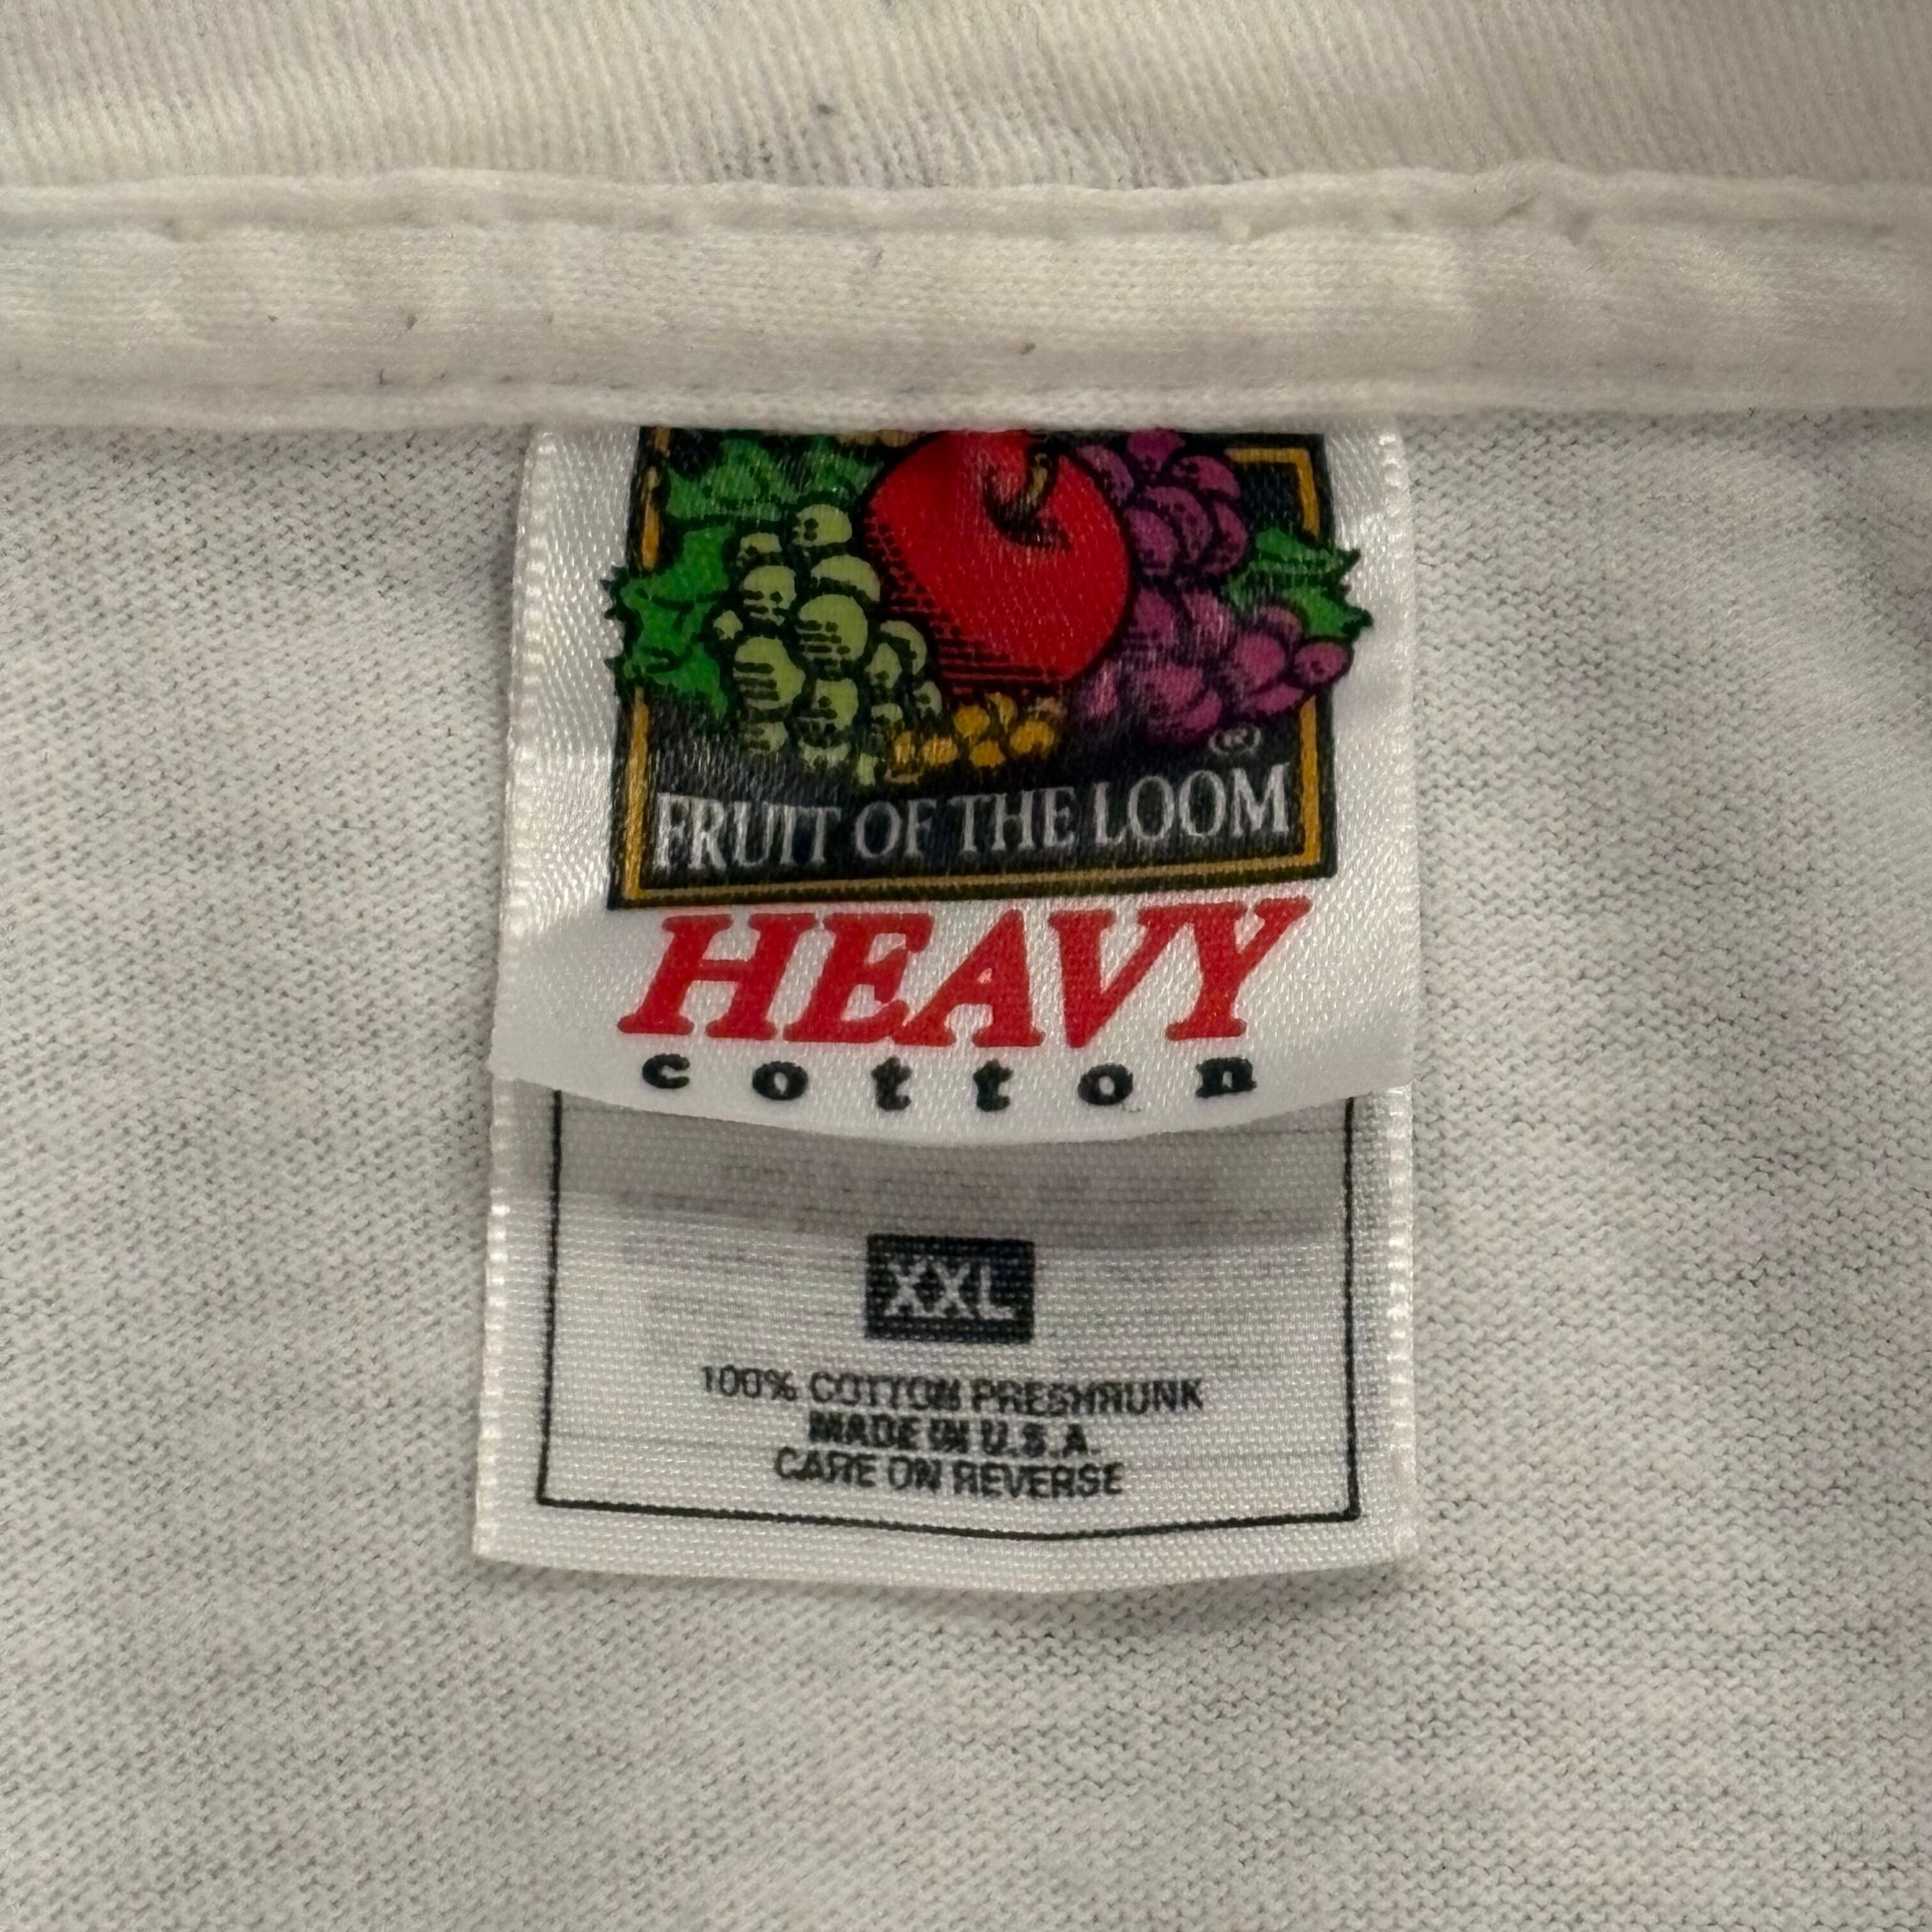 ®
FRUIT OF THE LOOM
HEAVY
cotton
XXL
100% COTTON PRESHRUNK
MADE IN U.S.A.
CARE ON REVERSE